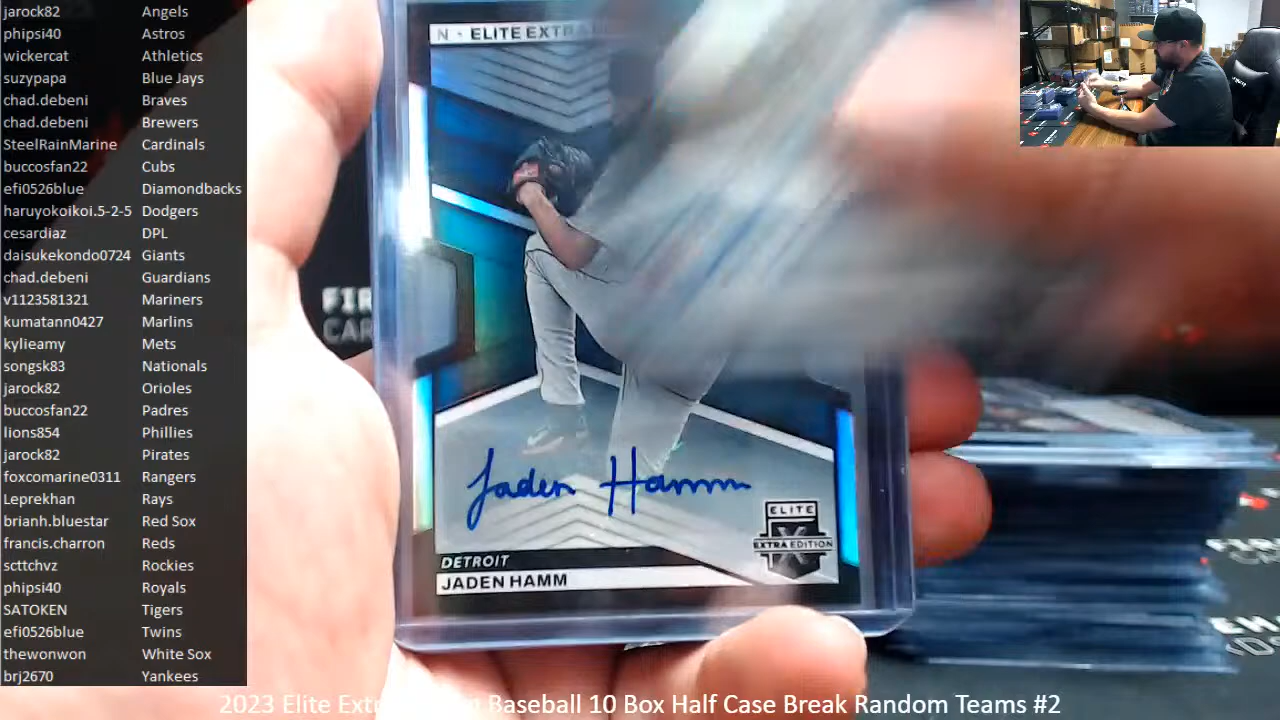 jarock82 Angels
phipsi40 Astros
wickercat Athletics
suzypapa Blue Jays
chad.debeni Braves
chad.debeni Brewers
SteelRainMarine Cardinals
buccosfan22 Cubs
efi0526blue Diamondbacks
haruyokoikoi.5-2-5 Dodgers
cesardiaz DPL
daisukekondo0724 Giants
chad.debeni Guardians
v1123581321 Mariners
kumatann0427 Marlins
kylieamy Mets
songsk83 Nationals
jarock82 Orioles
buccosfan22 Padres
lions854 Phillies
jarock82 Pirates
foxcomarine0311 Rangers
Leprekhan Rays
brianh.bluestar Red Sox
francis.charron Reds
scttchvz Rockies
phipsi40 Royals
SATOKEN Tigers
efi0526blue Twins
thewonwon White Sox
brj2670 Yankees
N - ELITE EXTRA
Jaden Hamm
ELITE
EXTRA EDITION
DETROIT
JADEN HAMM
2023 Elite Baseball 10 Box Half Case Break Random Teams #2